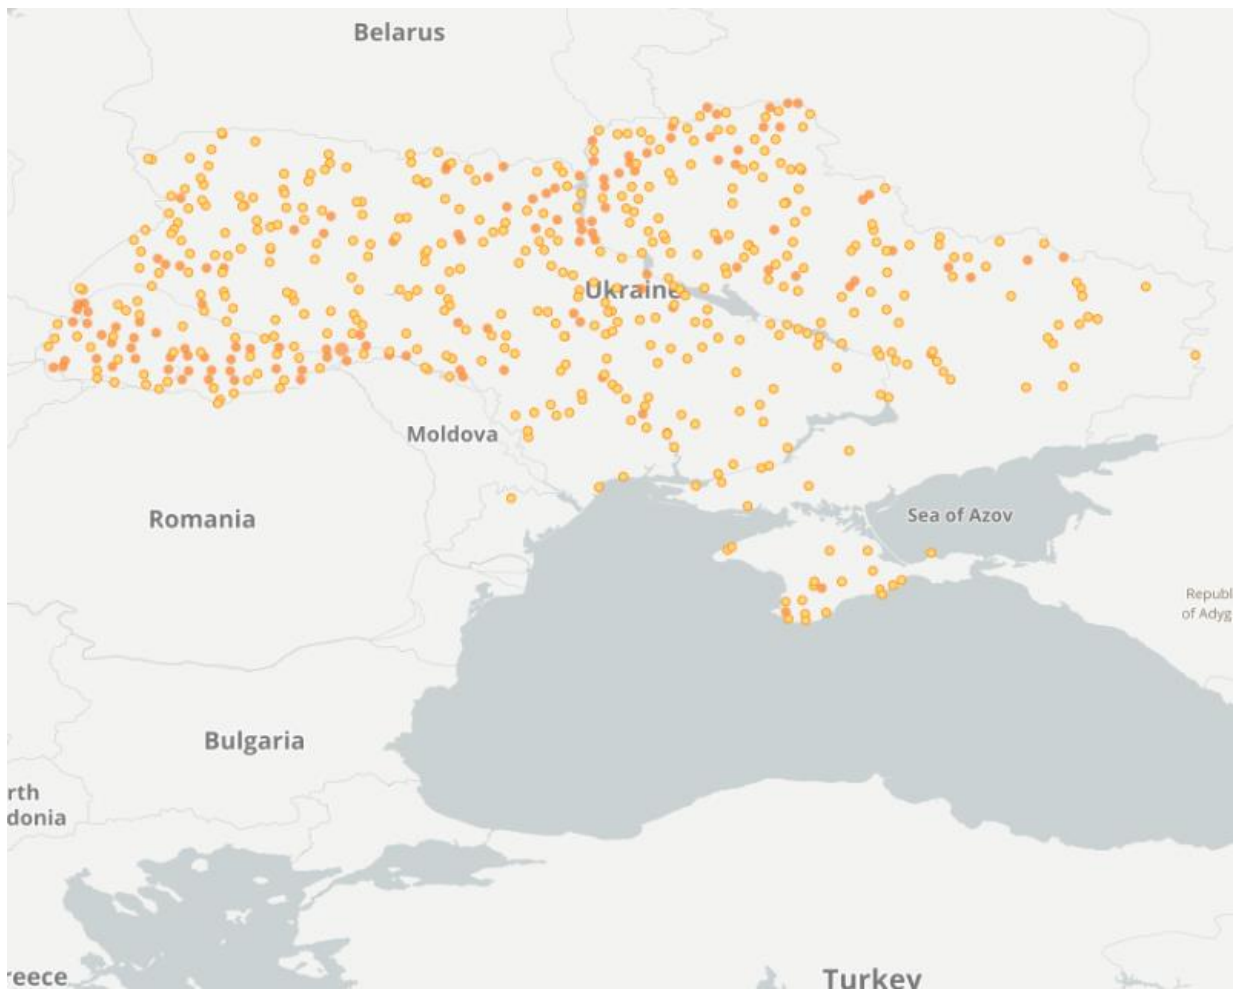 Belarus
Ukraine
Moldova
Romania
Sea of Azov
Republ
of Adyg
Bulgaria
rth
donia
reece
Turkey